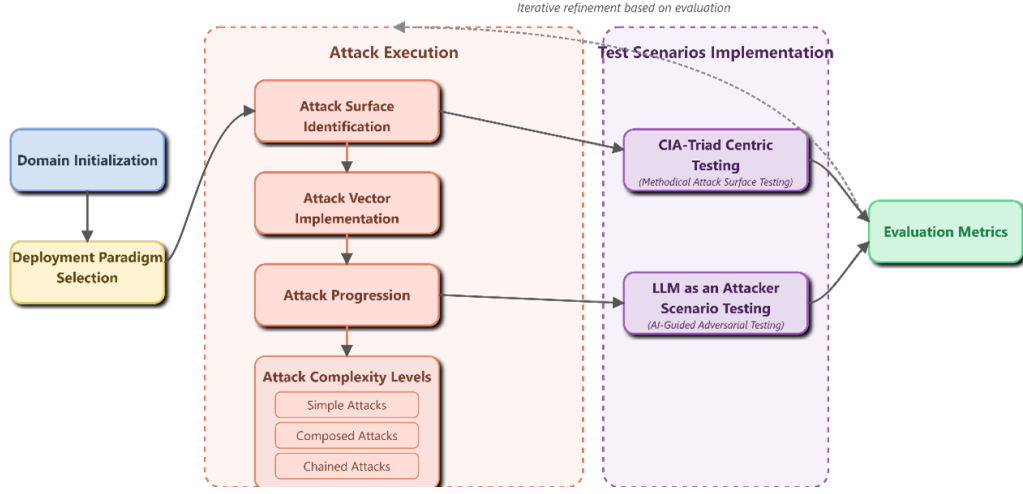 Iterative refinement based on evaluation
Attack Execution
Test Scenarios Implementation
Domain Initialization
Deployment Paradigm
Selection
Attack Surface
Identification
Attack Vector
Implementation
Attack Progression
Attack Complexity Levels
Simple Attacks
Composed Attacks
Chained Attacks
CIA-Triad Centric
Testing
(Methodical Attack Surface Testing)
LLM as an Attacker
Scenario Testing
(AI-Guided Adversarial Testing)
Evaluation Metrics